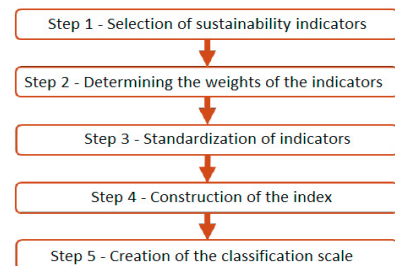 Step 1 - Selection of sustainability indicators
Step 2 - Determining the weights of the indicators
Step 3 - Standardization of indicators
Step 4 - Construction of the index
Step 5 - Creation of the classification scale